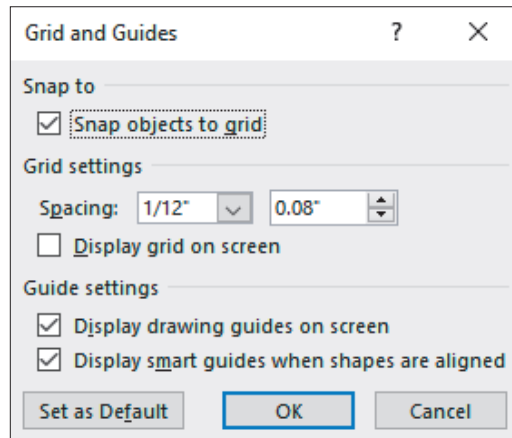 Grid and Guides ?
Snap to
Snap objects to grid
Grid settings
Spacing: 1/12" 0.08"
Display grid on screen
Guide settings
Display drawing guides on screen
Display smart guides when shapes are aligned
Set as Default OK Cancel